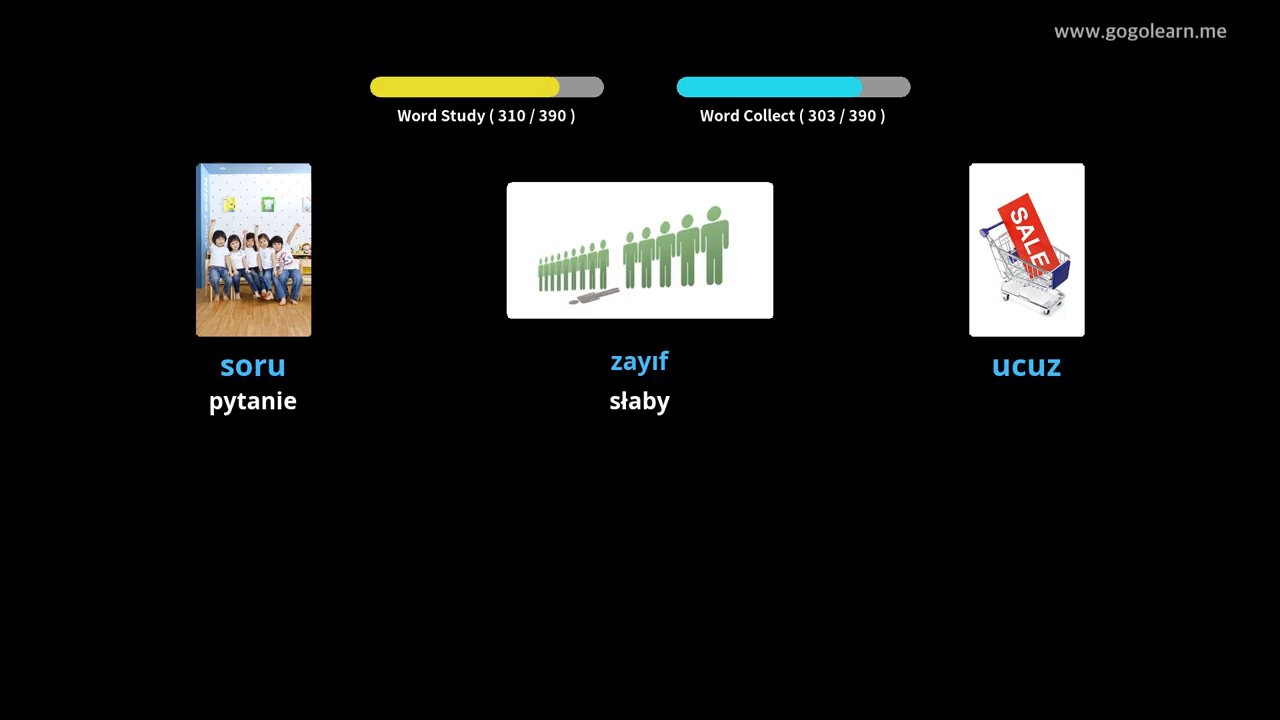 www.gogolearn.me
Word Study ( 310 / 390 )
Word Collect ( 303 / 390 )
SALE
soru
pytanie
zayıf
słaby
ucuz